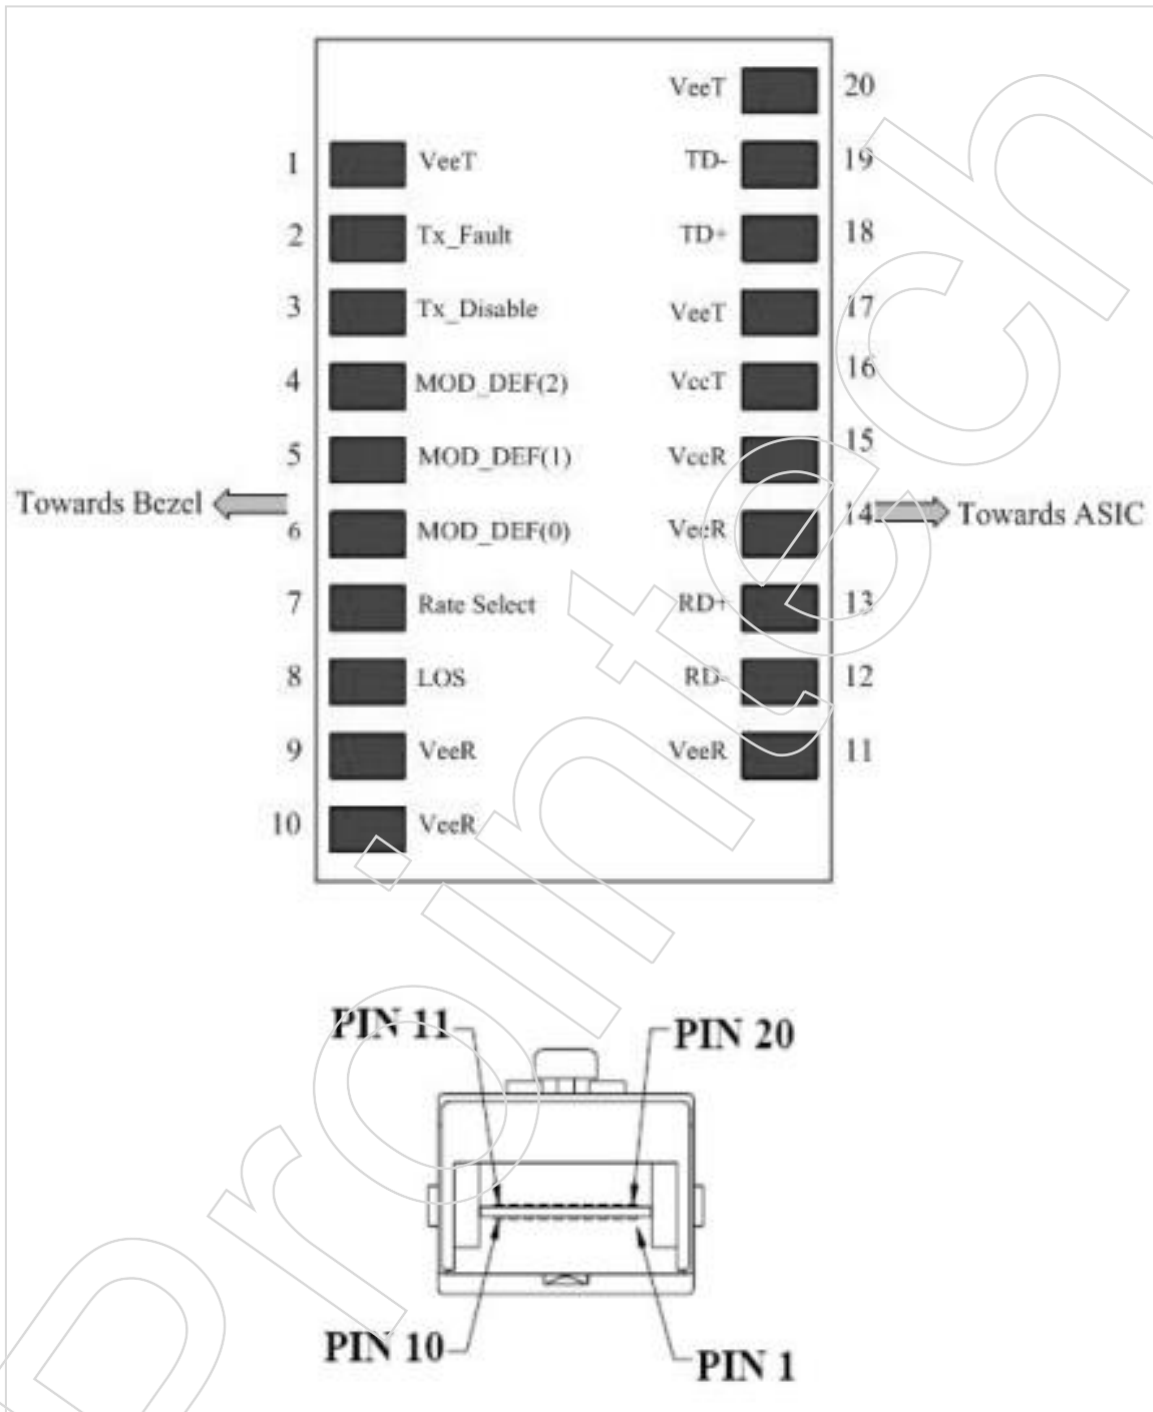 VeeT 20
1 VeeT TD- 19
2 Tx_Fault TD+ 18
3 Tx_Disable VeeT 17
4 MOD_DEF(2) VccT 16
5 MOD_DEF(1) VccR 15
Towards Bezel 6 MOD_DEF(0) VeeR 14 Towards ASIC
7 Rate Select RD+ 13
8 LOS RD- 12
9 VeeR VeeR 11
10 VeeR
PIN 11 PIN 20
PIN 10 PIN 1
Prointech